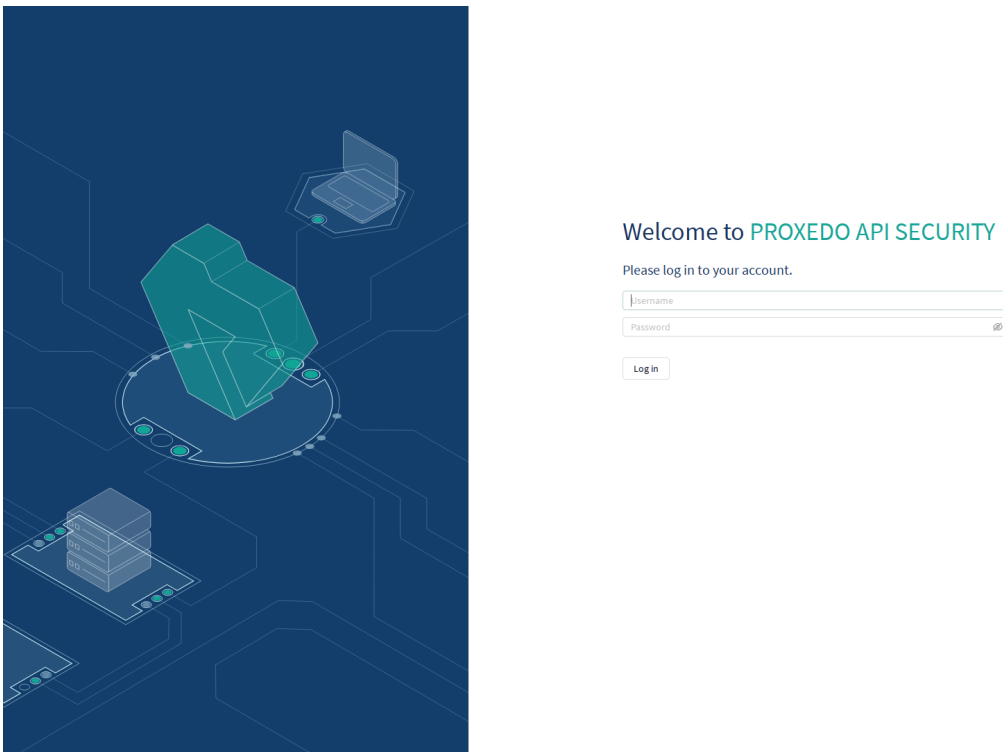 Welcome to PROXEDO API SECURITY
Please log in to your account.
Username
Password
Log in